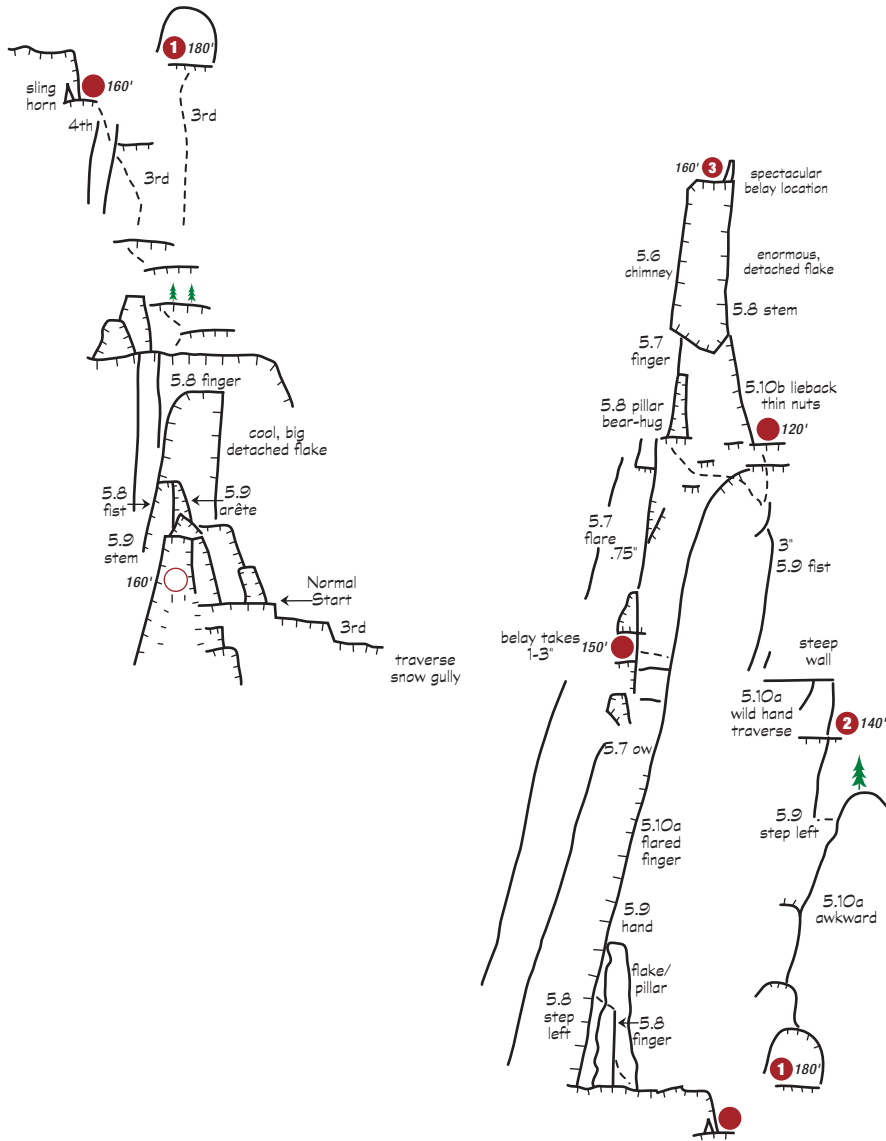 1 180'
160'
sling
horn
4th
3rd
3rd
5.8 finger
cool, big
detached flake
5.8
fist
5.9
arête
5.9
stem
160'
Normal
Start
3rd
traverse
snow gully
160' 3
spectacular
belay location
5.6
chimney
enormous,
detached flake
5.8 stem
5.7
finger
5.10b lieback
thin nuts
5.8 pillar
bear-hug
120'
5.7
flare
.75"
3"
5.9 fist
belay takes
1-3"
150'
steep
wall
5.10a
wild hand
traverse
2 140'
5.7 ow
5.9
step left
5.10a
flared
finger
5.10a
awkward
5.9
hand
flake/
pillar
5.8
step
left
5.8
finger
1 180'